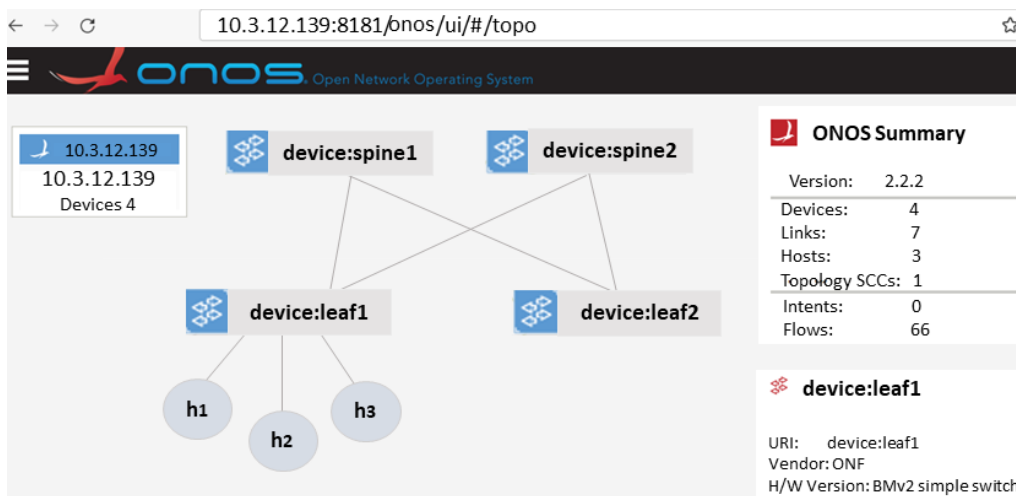 10.3.12.139:8181/onos/ui/#/topo
onos. Open Network Operating System
10.3.12.139
10.3.12.139
Devices 4
device:spine1
device:spine2
device:leaf1
device:leaf2
h1
h2
h3
ONOS Summary
Version: 2.2.2
Devices: 4
Links: 7
Hosts: 3
Topology SCCs: 1
Intents: 0
Flows: 66
device:leaf1
URI: device:leaf1
Vendor: ONF
H/W Version: BMv2 simple switch